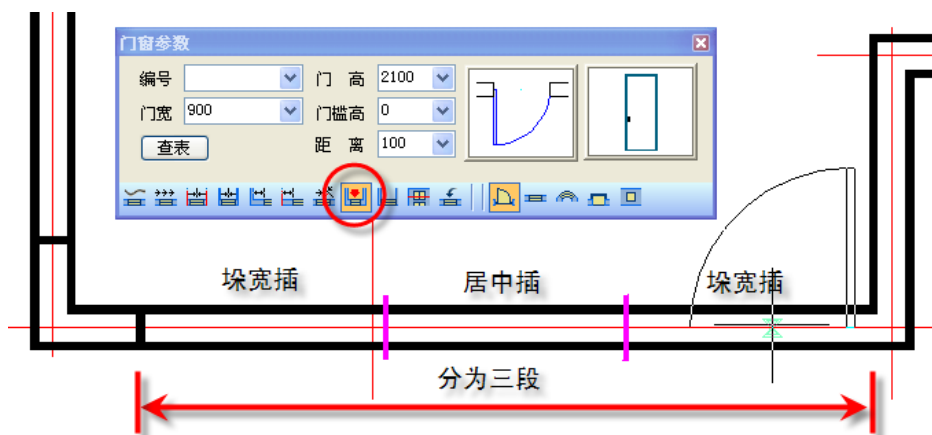 门窗参数
编号 门 高 2100
门宽 900 门槛高 0
查表 距 离 100
垛宽插 居中插 垛宽插
分为三段